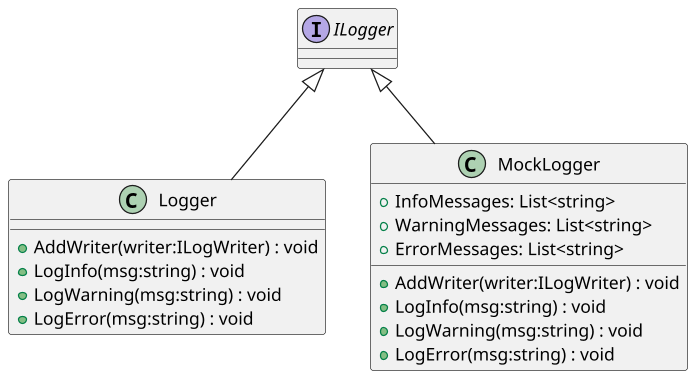 I ILogger
C Logger
AddWriter(writer:ILogWriter) : void
LogInfo(msg:string) : void
LogWarning(msg:string) : void
LogError(msg:string) : void
C MockLogger
InfoMessages: List<string>
WarningMessages: List<string>
ErrorMessages: List<string>
AddWriter(writer:ILogWriter) : void
LogInfo(msg:string) : void
LogWarning(msg:string) : void
LogError(msg:string) : void